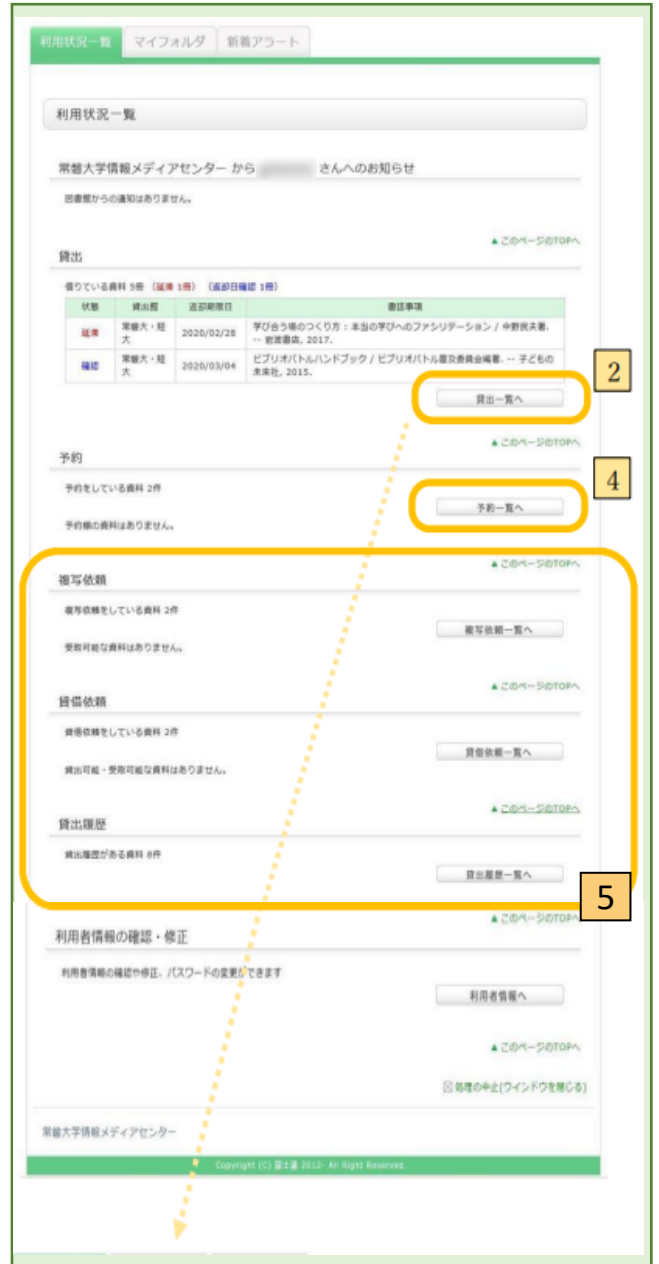 利用状況一覧 マイフォルダ 新着アラート
利用状況一覧
常磐大学情報メディアセンター から さんへのお知らせ
図書館からの通知はありません。
▲このページのTOPへ
貸出
借りている資料 5冊 (延滞 1冊) (返却日確認 1冊)
状態 貸出館 返却期限日 書誌事項
延滞 常磐大・短大 2020/02/28 学び合う場のつくり方 : 本当の学びへのファシリテーション / 中野民夫著.
-- 岩波書店, 2017.
確認 常磐大・短大 2020/03/04 ビブリオバトルハンドブック / ビブリオバトル普及委員会編著. -- 子どもの
未来社, 2015.
2
貸出一覧へ
▲このページのTOPへ
予約
4
予約をしている資料 2件
予約一覧へ
予約棚の資料はありません。
▲このページのTOPへ
複写依頼
複写依頼をしている資料 2件
複写依頼一覧へ
受取可能な資料はありません。
▲このページのTOPへ
貸借依頼
貸借依頼をしている資料 2件
貸借依頼一覧へ
貸出可能・受取可能な資料はありません。
▲このページのTOPへ
貸出履歴
貸出履歴がある資料 8件
貸出履歴一覧へ
5
▲このページのTOPへ
利用者情報の確認・修正
利用者情報の確認や修正、パスワードの変更ができます
利用者情報へ
▲このページのTOPへ
処理の中止(ウインドウを閉じる)
常磐大学情報メディアセンター
Copyright (C) 富士通 2012- All Right Reserved.